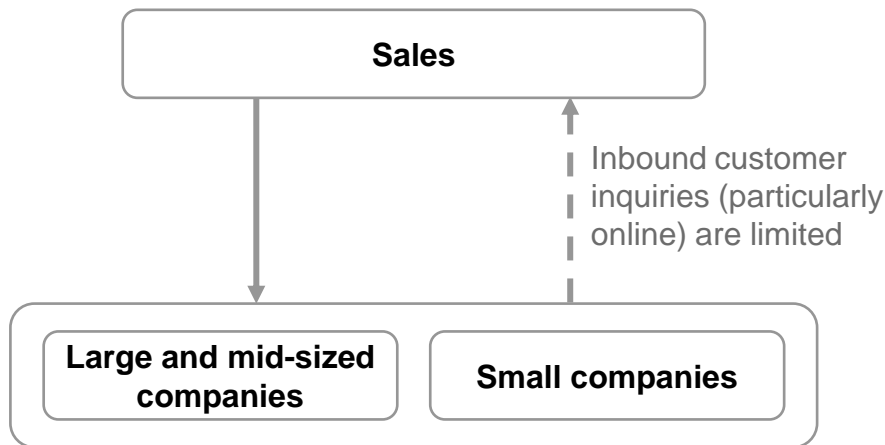 Sales
Inbound customer
inquiries (particularly
online) are limited
Large and mid-sized
companies
Small companies